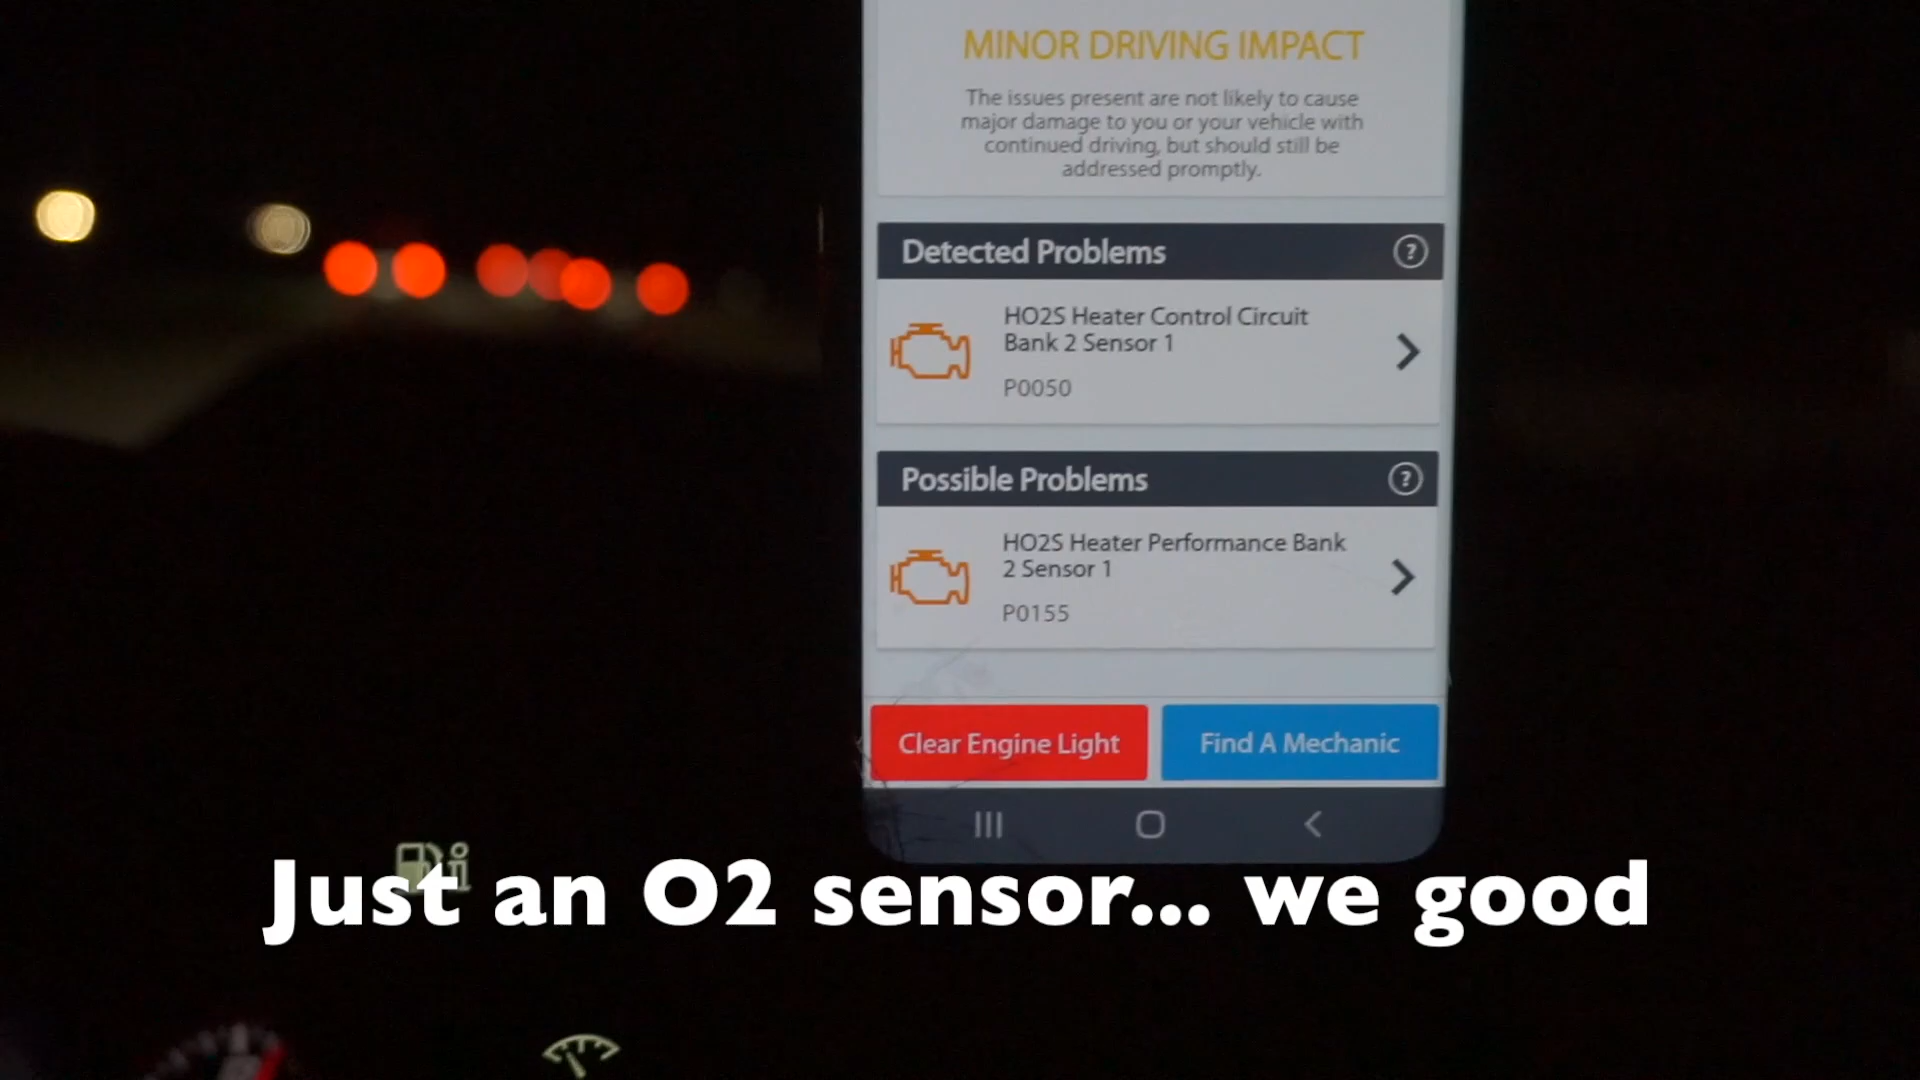 MINOR DRIVING IMPACT
The issues present are not likely to cause
major damage to you or your vehicle with
continued driving, but should still be
addressed promptly.
Detected Problems
HO2S Heater Control Circuit
Bank 2 Sensor 1
P0050
Possible Problems
HO2S Heater Performance Bank
2 Sensor 1
P0155
Clear Engine Light
Find A Mechanic
Just an O2 sensor... we good